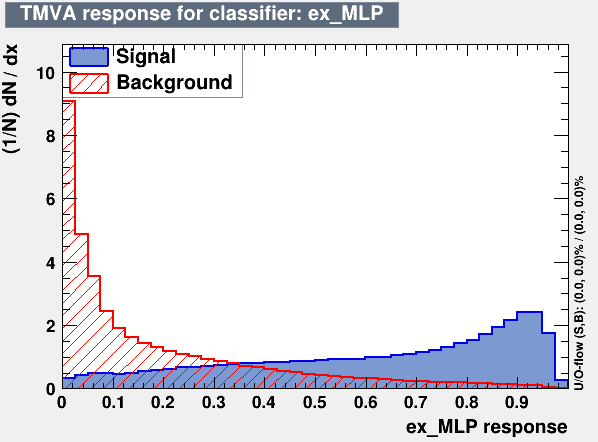 TMVA response for classifier: ex_MLP
(1/N) dN / dx
Signal
Background
10
8
6
4
2
0
0 0.1 0.2 0.3 0.4 0.5 0.6 0.7 0.8 0.9
ex_MLP response
U/O-flow (S,B): (0.0, 0.0)% / (0.0, 0.0)%